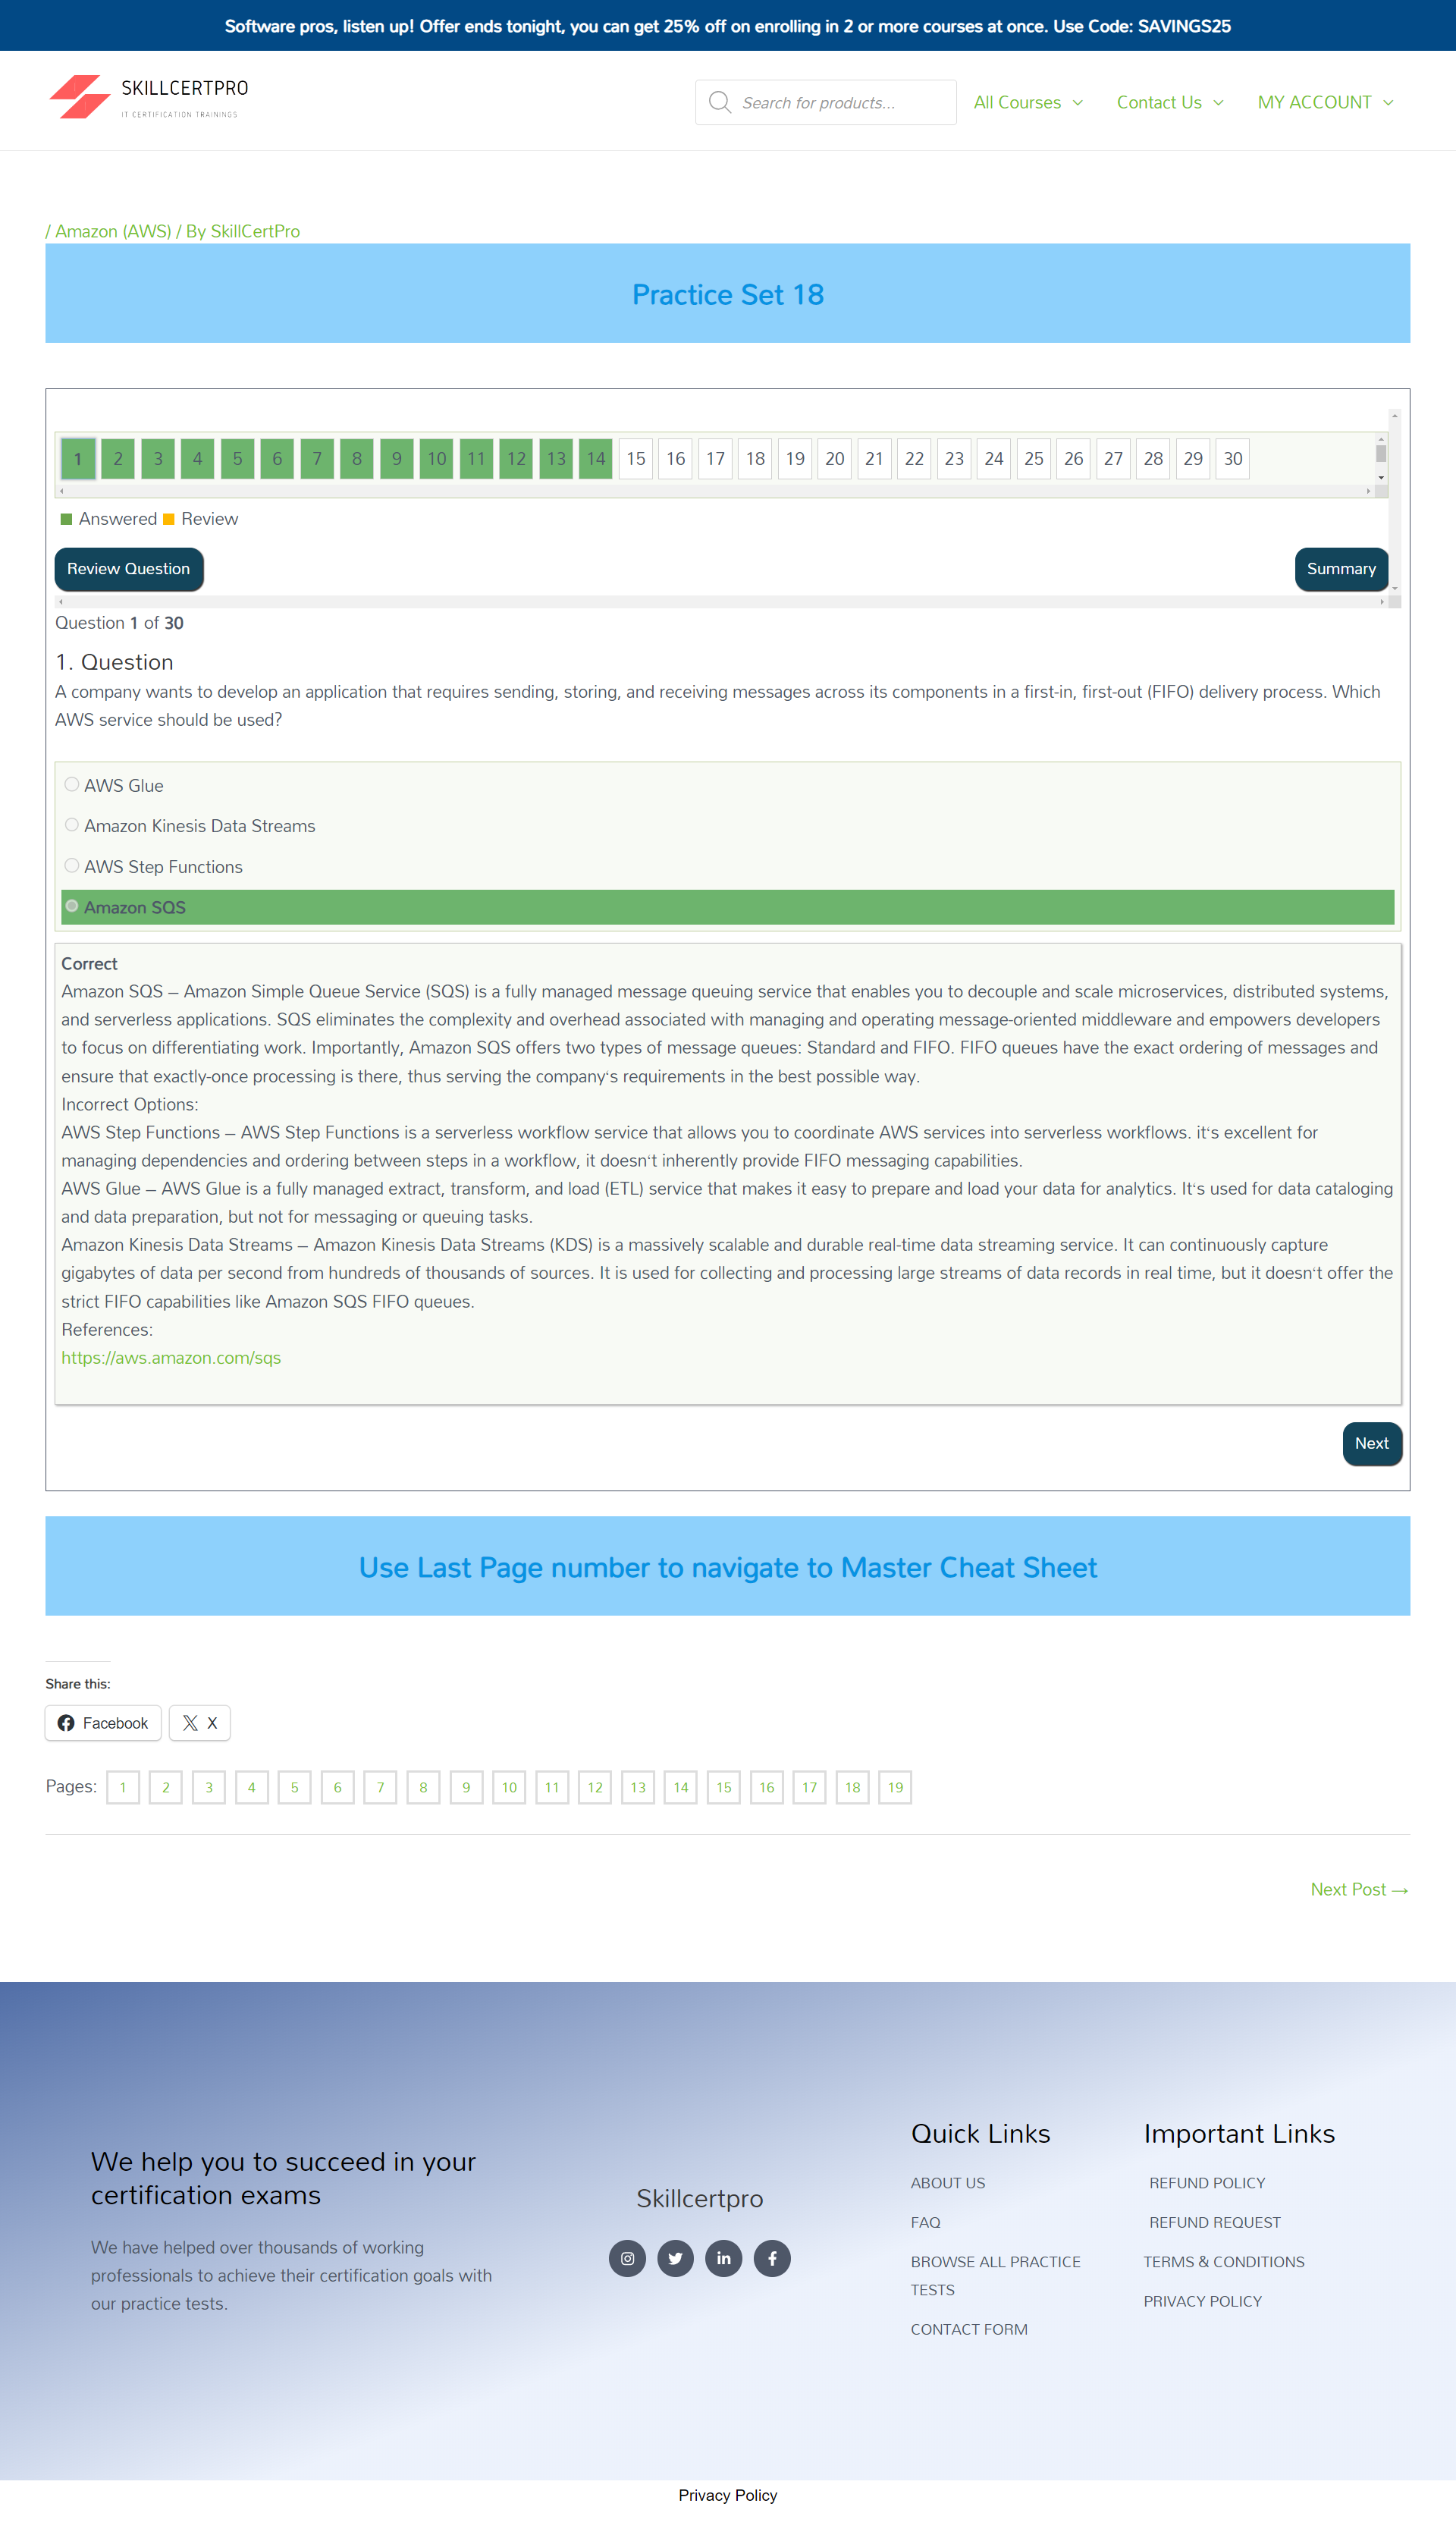 Software pros, listen up! Offer ends tonight, you can get 25% off on enrolling in 2 or more courses at once. Use Code: SAVINGS25
SKILLCERTPRO
IT CERTIFICATION TRAININGS
Search for products...
All Courses
Contact Us
MY ACCOUNT
/ Amazon (AWS) / By SkillCertPro
Practice Set 18
1 2 3 4 5 6 7 8 9 10 11 12 13 14 15 16 17 18 19 20 21 22 23 24 25 26 27 28 29 30
Answered Review
Review Question
Summary
Question 1 of 30
1. Question
A company wants to develop an application that requires sending, storing, and receiving messages across its components in a first-in, first-out (FIFO) delivery process. Which
AWS service should be used?
AWS Glue
Amazon Kinesis Data Streams
AWS Step Functions
Amazon SQS
Correct
Amazon SQS – Amazon Simple Queue Service (SQS) is a fully managed message queuing service that enables you to decouple and scale microservices, distributed systems,
and serverless applications. SQS eliminates the complexity and overhead associated with managing and operating message-oriented middleware and empowers developers
to focus on differentiating work. Importantly, Amazon SQS offers two types of message queues: Standard and FIFO. FIFO queues have the exact ordering of messages and
ensure that exactly-once processing is there, thus serving the company‘s requirements in the best possible way.
Incorrect Options:
AWS Step Functions – AWS Step Functions is a serverless workflow service that allows you to coordinate AWS services into serverless workflows. it‘s excellent for
managing dependencies and ordering between steps in a workflow, it doesn‘t inherently provide FIFO messaging capabilities.
AWS Glue – AWS Glue is a fully managed extract, transform, and load (ETL) service that makes it easy to prepare and load your data for analytics. It‘s used for data cataloging
and data preparation, but not for messaging or queuing tasks.
Amazon Kinesis Data Streams – Amazon Kinesis Data Streams (KDS) is a massively scalable and durable real-time data streaming service. It can continuously capture
gigabytes of data per second from hundreds of thousands of sources. It is used for collecting and processing large streams of data records in real time, but it doesn‘t offer the
strict FIFO capabilities like Amazon SQS FIFO queues.
References:
https://aws.amazon.com/sqs
Next
Use Last Page number to navigate to Master Cheat Sheet
Share this:
Facebook
X
Pages: 1 2 3 4 5 6 7 8 9 10 11 12 13 14 15 16 17 18 19
Next Post →
We help you to succeed in your
certification exams
We have helped over thousands of working
professionals to achieve their certification goals with
our practice tests.
Skillcertpro
Quick Links
ABOUT US
FAQ
BROWSE ALL PRACTICE
TESTS
CONTACT FORM
Important Links
REFUND POLICY
REFUND REQUEST
TERMS & CONDITIONS
PRIVACY POLICY
Privacy Policy